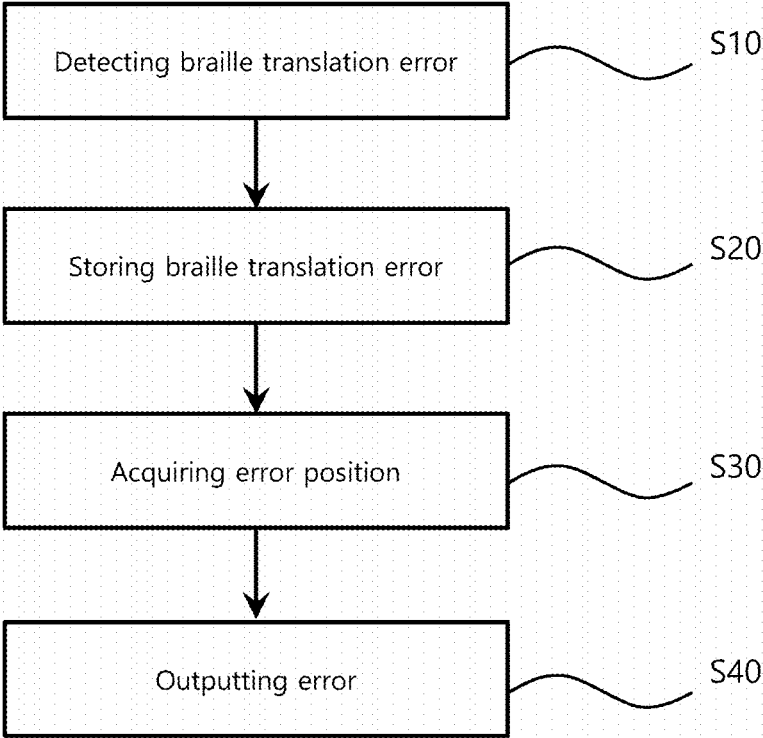 Detecting braille translation error
S10
Storing braille translation error
S20
Acquiring error position
S30
Outputting error
S40